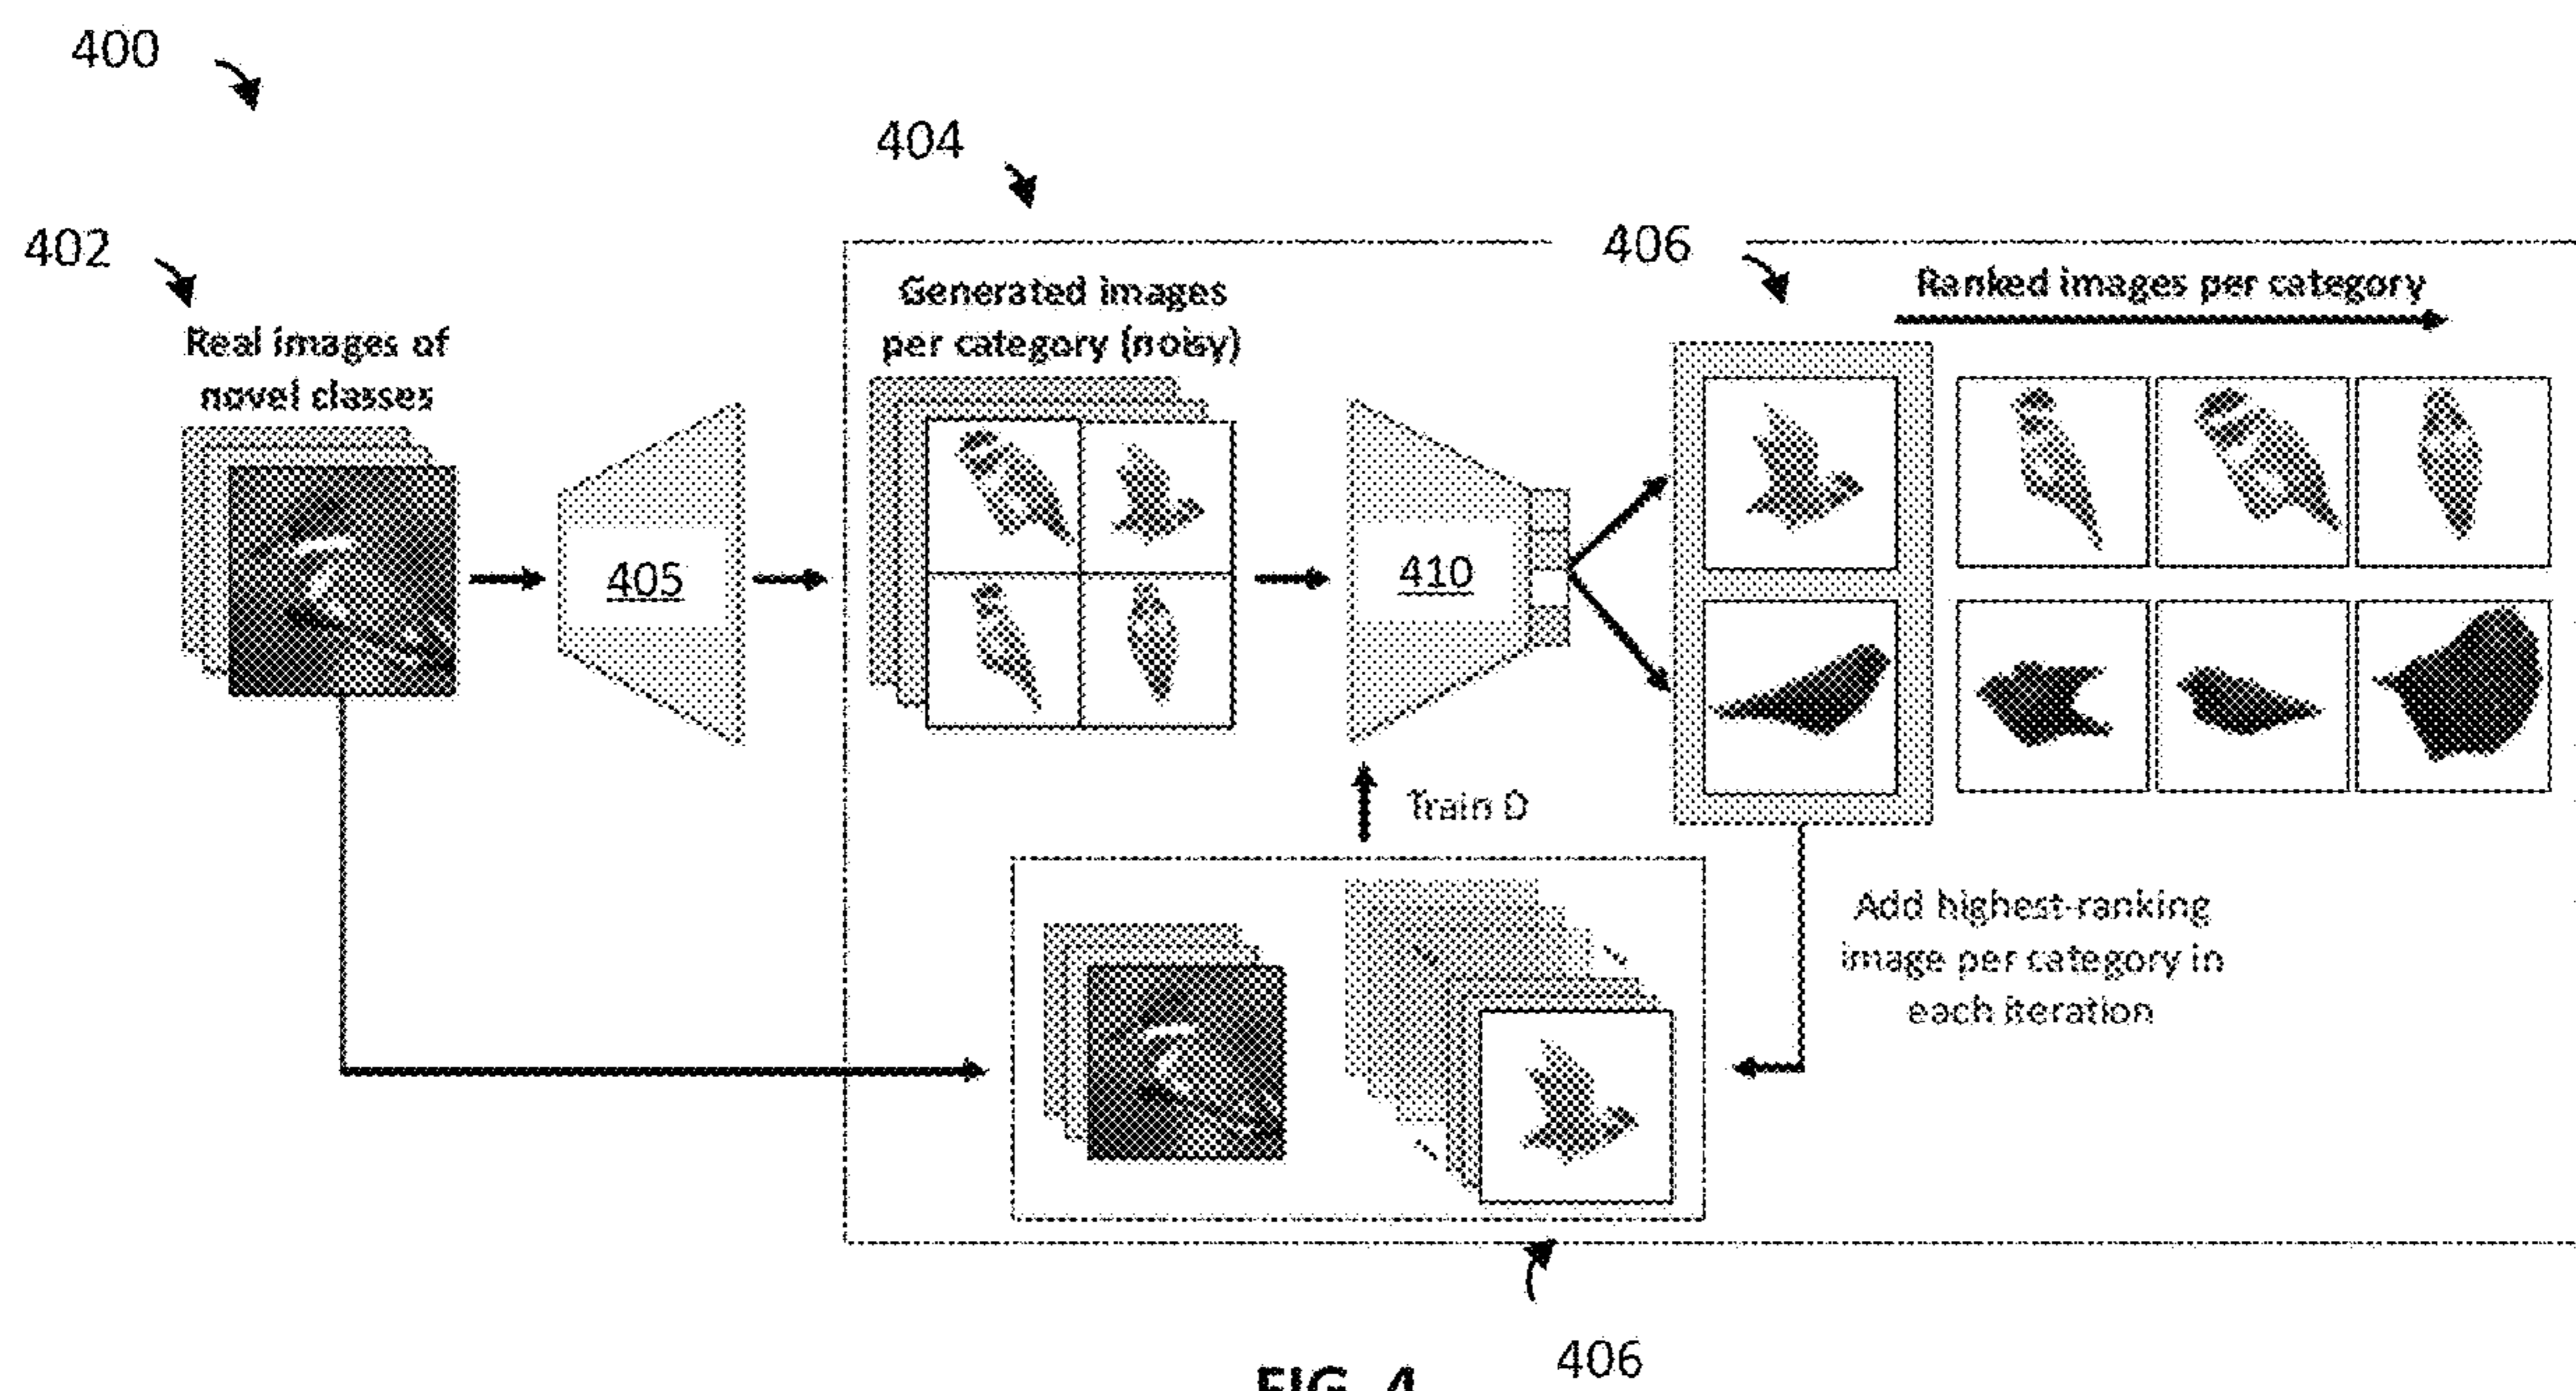 400
404
402
406
Generated images
per category (noisy)
Ranked images per category
Real images of
novel classes
405
410
Train D
Add highest-ranking
image per category in
each iteration
406
FIG. 4